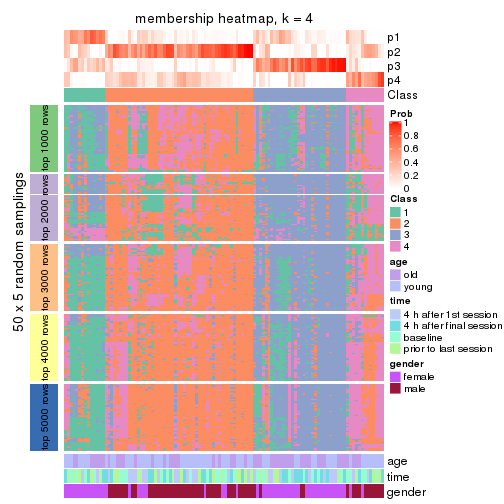 membership heatmap, k = 4
p1
p2
p3
p4
Class
50 x 5 random samplings
top 1000 rows
top 2000 rows
top 3000 rows
top 4000 rows
top 5000 rows
Prob
1
0.8
0.6
0.4
0.2
0
Class
1
2
3
4
age
old
young
time
4 h after 1st session
4 h after final session
baseline
prior to last session
gender
female
male
age
time
gender